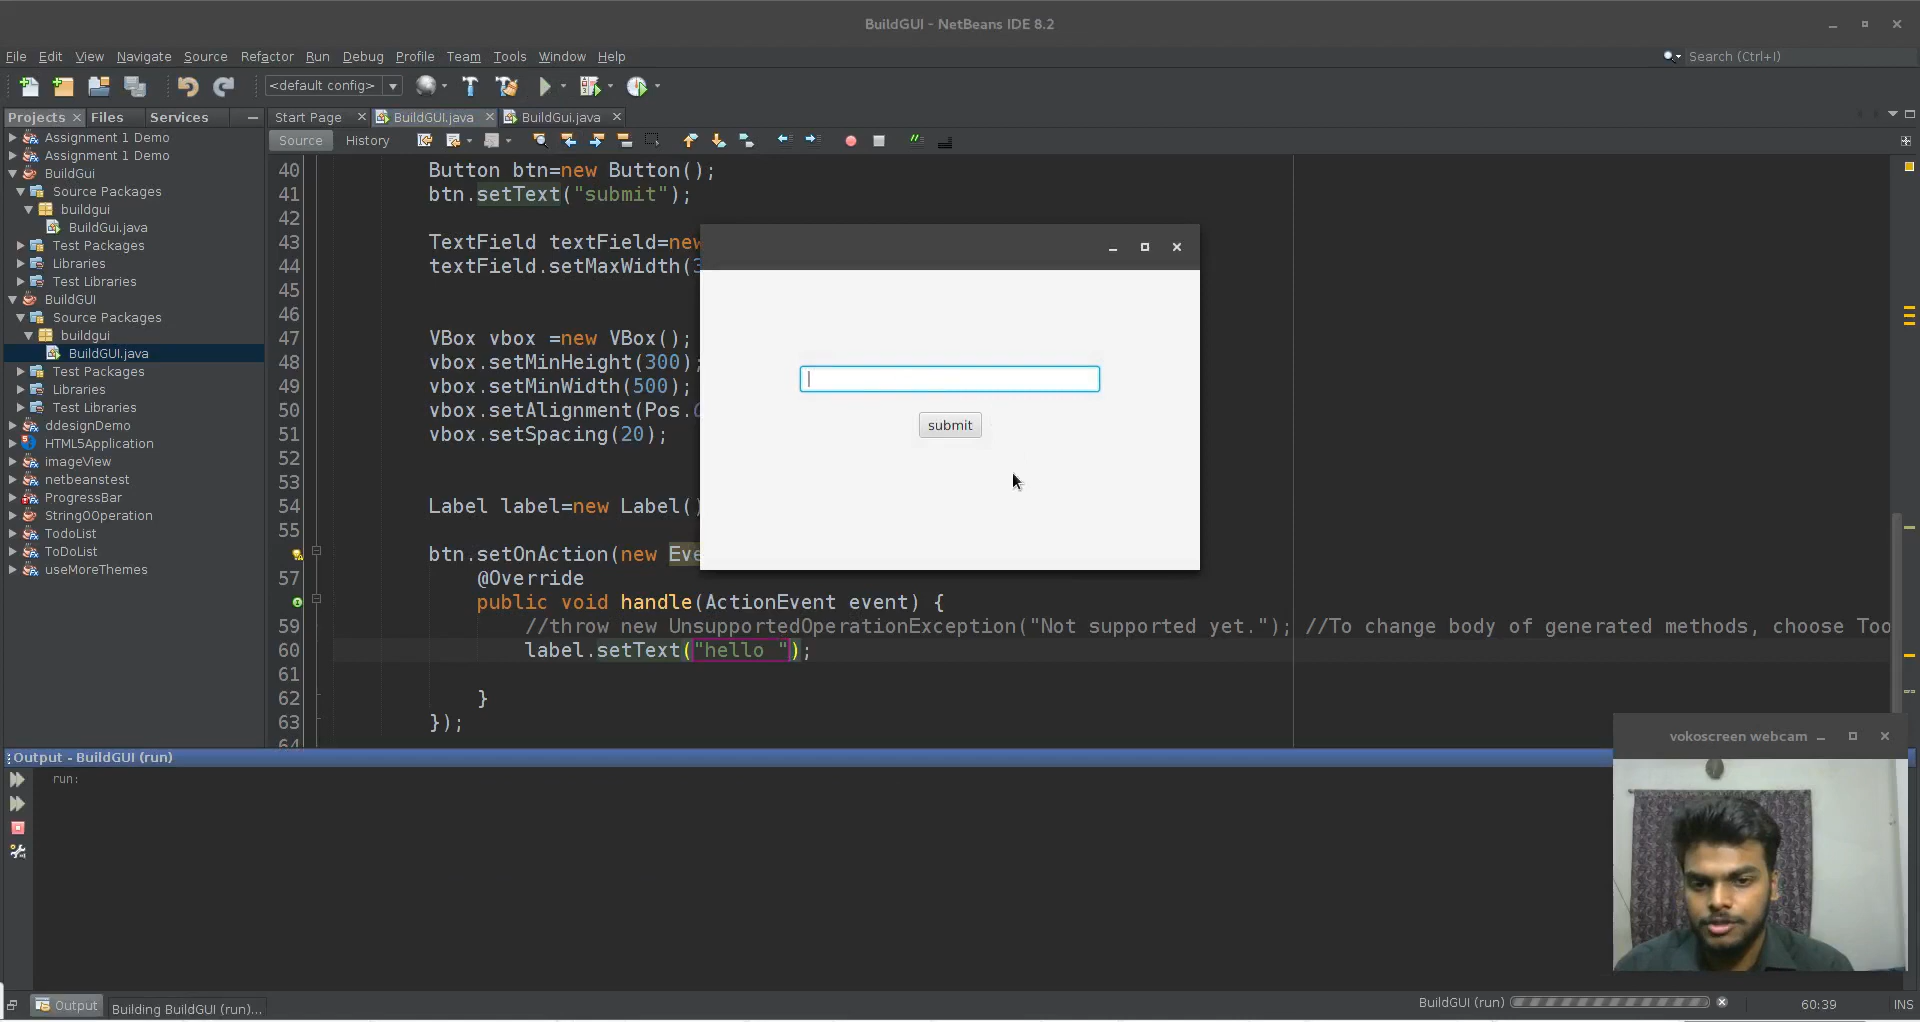 BuildGUI - NetBeans IDE 8.2
File Edit View Navigate Source Refactor Run Debug Profile Team Tools Window Help
Search (Ctrl+I)
<default config>
Projects Files Services
Start Page BuildGUI.java BuildGui.java
Source History
Assignment 1 Demo
Assignment 1 Demo
BuildGui
Source Packages
buildgui
BuildGui.java
Test Packages
Libraries
Test Libraries
BuildGUI
Source Packages
buildgui
BuildGUI.java
Test Packages
Libraries
Test Libraries
ddesignDemo
HTML5Application
imageView
netbeanstest
ProgressBar
StringOOperation
TodoList
ToDoList
useMoreThemes
40 Button btn=new Button();
41 btn.setText("submit");
42
43 TextField textField=new
44 textField.setMaxWidth(3
45
46
47 VBox vbox =new VBox();
48 vbox.setMinHeight(300);
49 vbox.setMinWidth(500);
50 vbox.setAlignment(Pos.
51 vbox.setSpacing(20);
52
53
54 Label label=new Label()
55
btn.setOnAction(new Eve
57 @Override
public void handle(ActionEvent event) {
59 //throw new UnsupportedOperationException("Not supported yet."); //To change body of generated methods, choose Too
60 label.setText("hello ");
61
62 }
63 });
64
submit
Output - BuildGUI (run)
run:
vokoscreen webcam
Output Building BuildGUI (run)...
BuildGUI (run) 60:39 INS